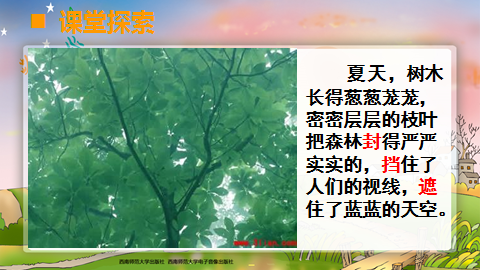 课堂探索
夏天，树木
长得葱葱茏茏，
密密层层的枝叶
把森林封得严严
实实的，挡住了
人们的视线，遮
住了蓝蓝的天空。
西南师范大学出版社 西南师范大学电子音像出版社